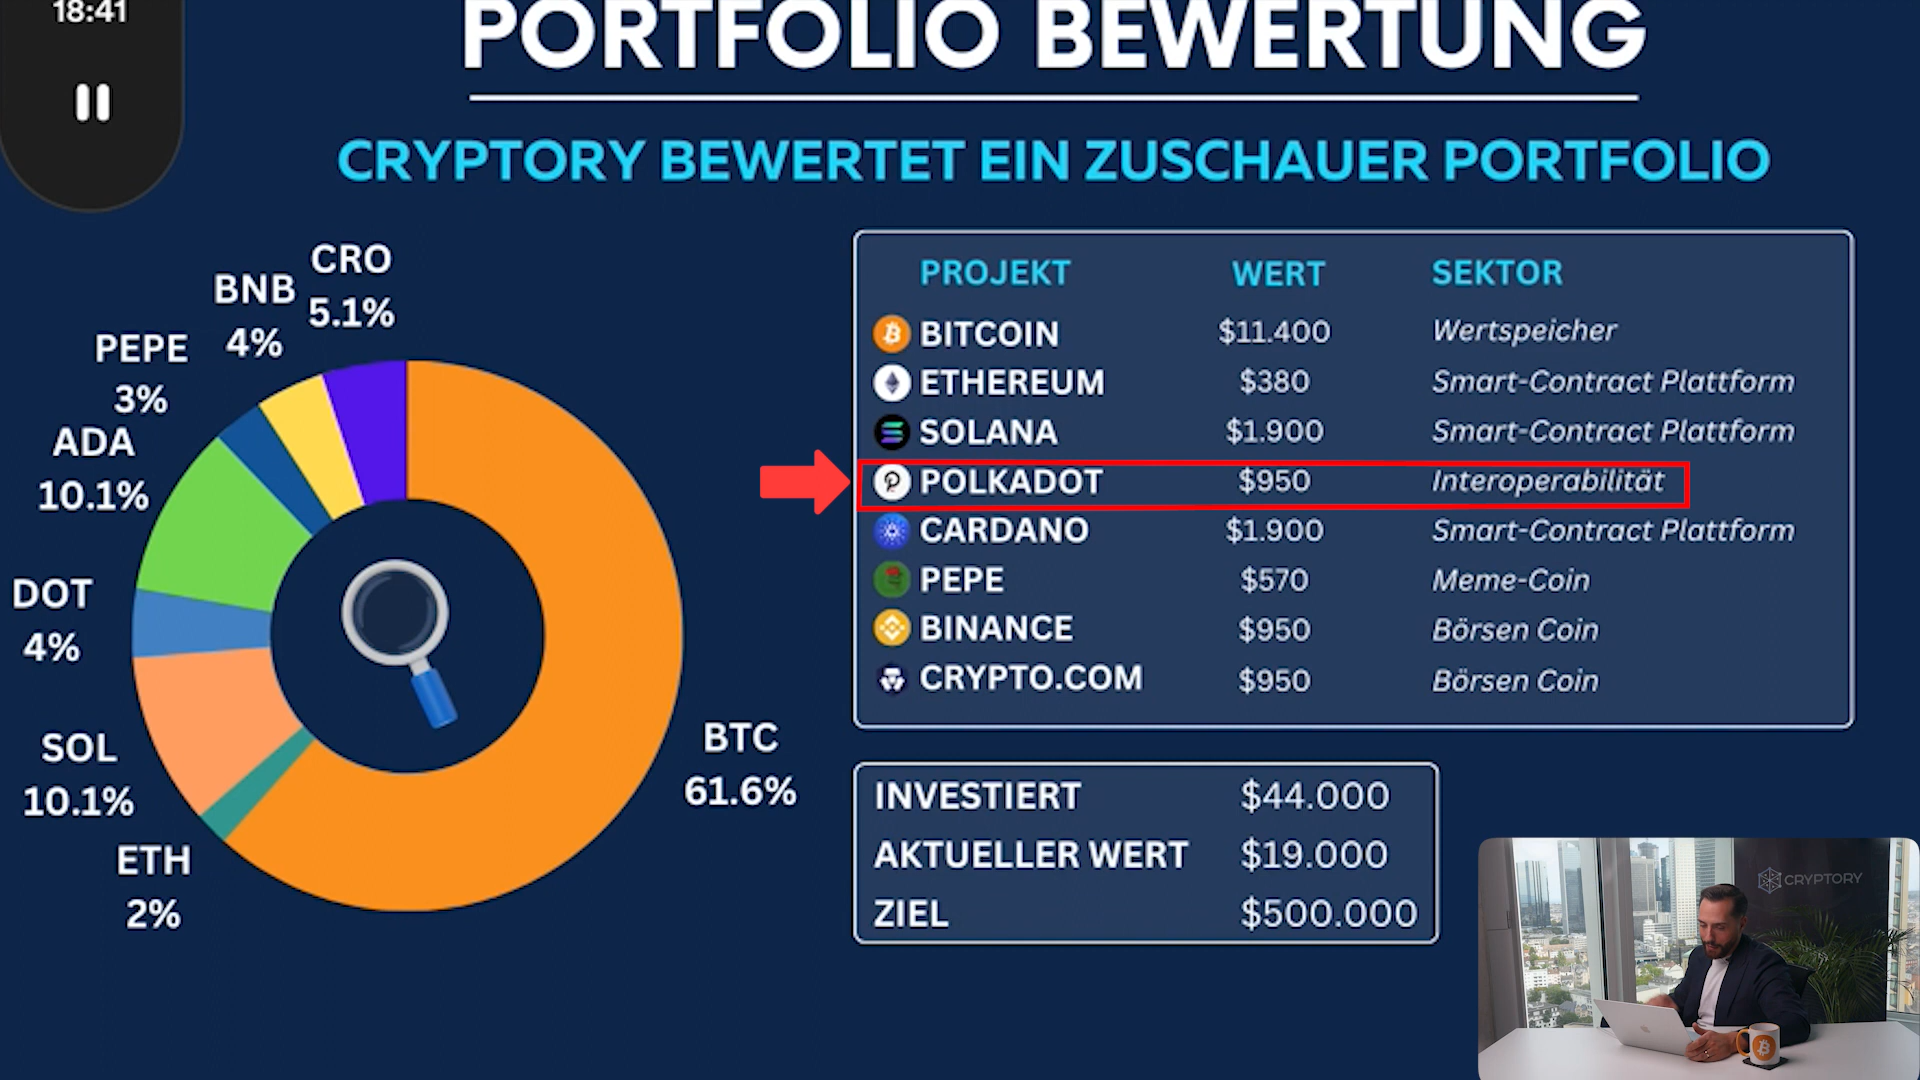 18:41
PORTFOLIO BEWERTUNG
CRYPTORY BEWERTET EIN ZUSCHAUER PORTFOLIO
CRO
5.1%
BNB
4%
PEPE
3%
ADA
10.1%
DOT
4%
SOL
10.1%
ETH
2%
BTC
61.6%
PROJEKT WERT SEKTOR
BITCOIN $11.400 Wertspeicher
ETHEREUM $380 Smart-Contract Plattform
SOLANA $1.900 Smart-Contract Plattform
POLKADOT $950 Interoperabilität
CARDANO $1.900 Smart-Contract Plattform
PEPE $570 Meme-Coin
BINANCE $950 Börsen Coin
CRYPTO.COM $950 Börsen Coin
INVESTIERT $44.000
AKTUELLER WERT $19.000
ZIEL $500.000
CRYPTORY